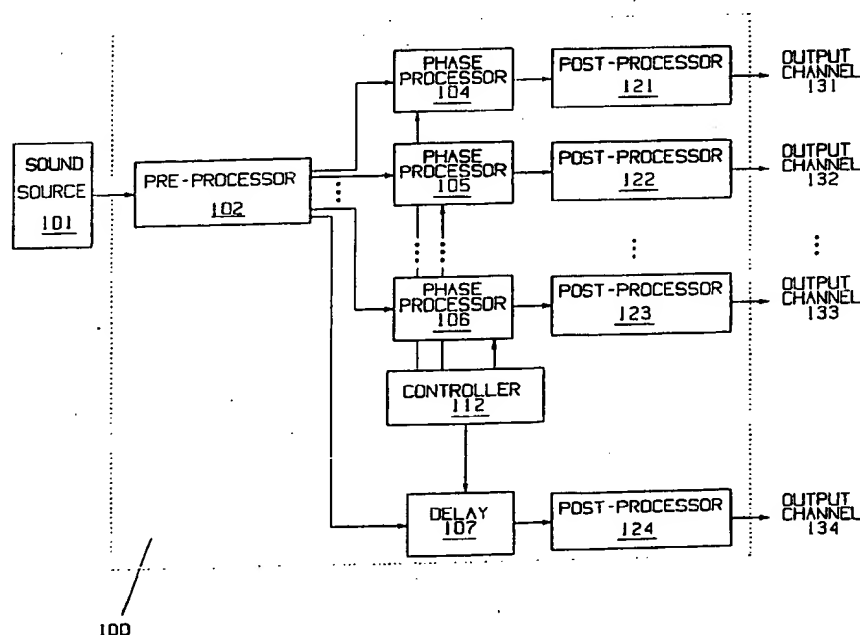 PHASE
PROCESSOR
104
POST-PROCESSOR
121
OUTPUT
CHANNEL
131
SOUND
SOURCE
101
PRE-PROCESSOR
102
PHASE
PROCESSOR
105
POST-PROCESSOR
122
OUTPUT
CHANNEL
132
PHASE
PROCESSOR
106
POST-PROCESSOR
123
OUTPUT
CHANNEL
133
CONTROLLER
112
DELAY
107
POST-PROCESSOR
124
OUTPUT
CHANNEL
134
100